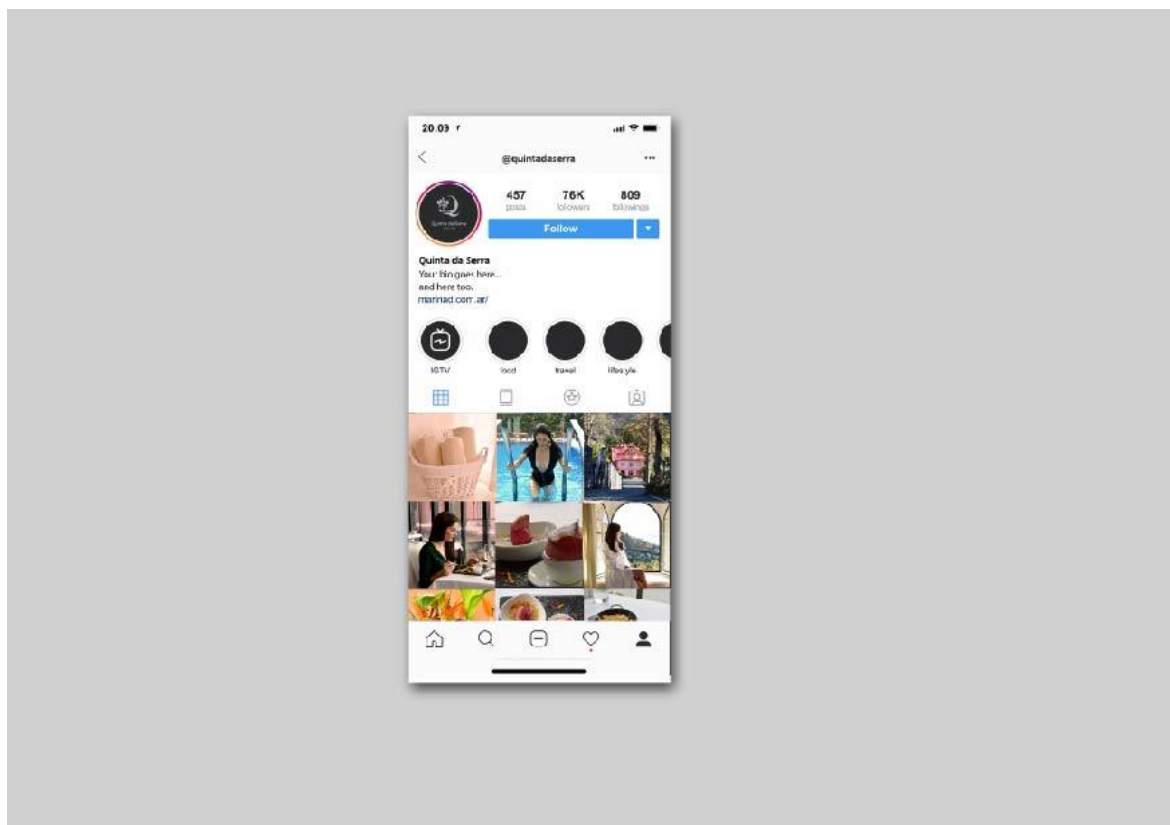 20:09
@quintadaserra
457 76K 809
posts followers followings
Follow
Quinta da Serra
Your bio goes here...
and here too.
marinad.com.ar/
IGTV food travel lifestyle